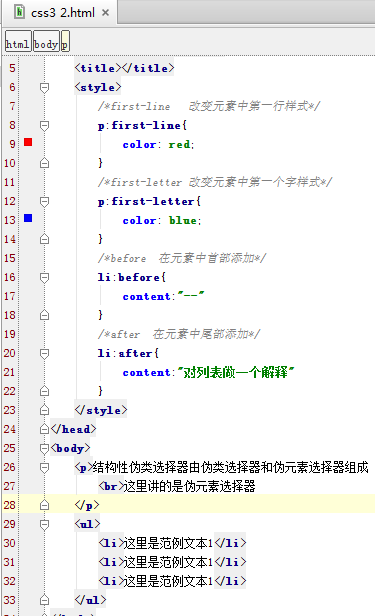 css3 2.html
html body p
5 <title></title>
6 <style>
7 /*first-line 改变元素中第一行样式*/
8 p:first-line{
9 color: red;
10 }
11 /*first-letter 改变元素中第一个字样式*/
12 p:first-letter{
13 color: blue;
14 }
15 /*before 在元素中首部添加*/
16 li:before{
17 content:"--"
18 }
19 /*after 在元素中尾部添加*/
20 li:after{
21 content:"对列表做一个解释"
22 }
23 </style>
24 </head>
25 <body>
26 <p>结构性伪类选择器由伪类选择器和伪元素选择器组成
27 <br>这里讲的是伪元素选择器
28 </p>
29 <ul>
30 <li>这里是范例文本1</li>
31 <li>这里是范例文本1</li>
32 <li>这里是范例文本1</li>
33 </ul>